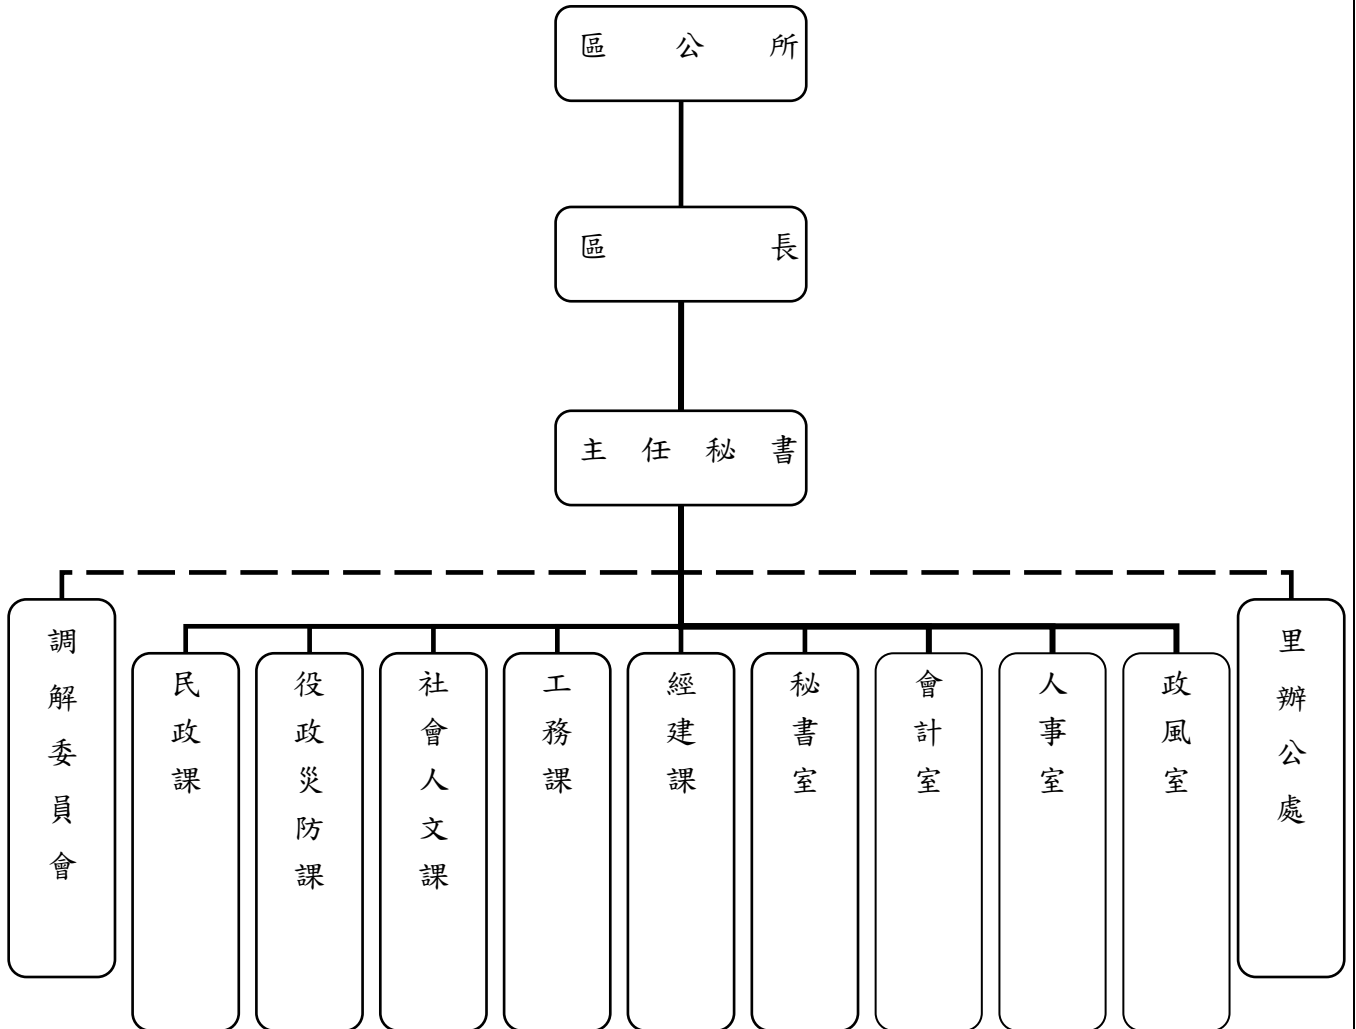 區公所
區長
主任秘書
調解委員會
民政課
役政災防課
社會人文課
工務課
經建課
秘書室
會計室
人事室
政風室
里辦公處